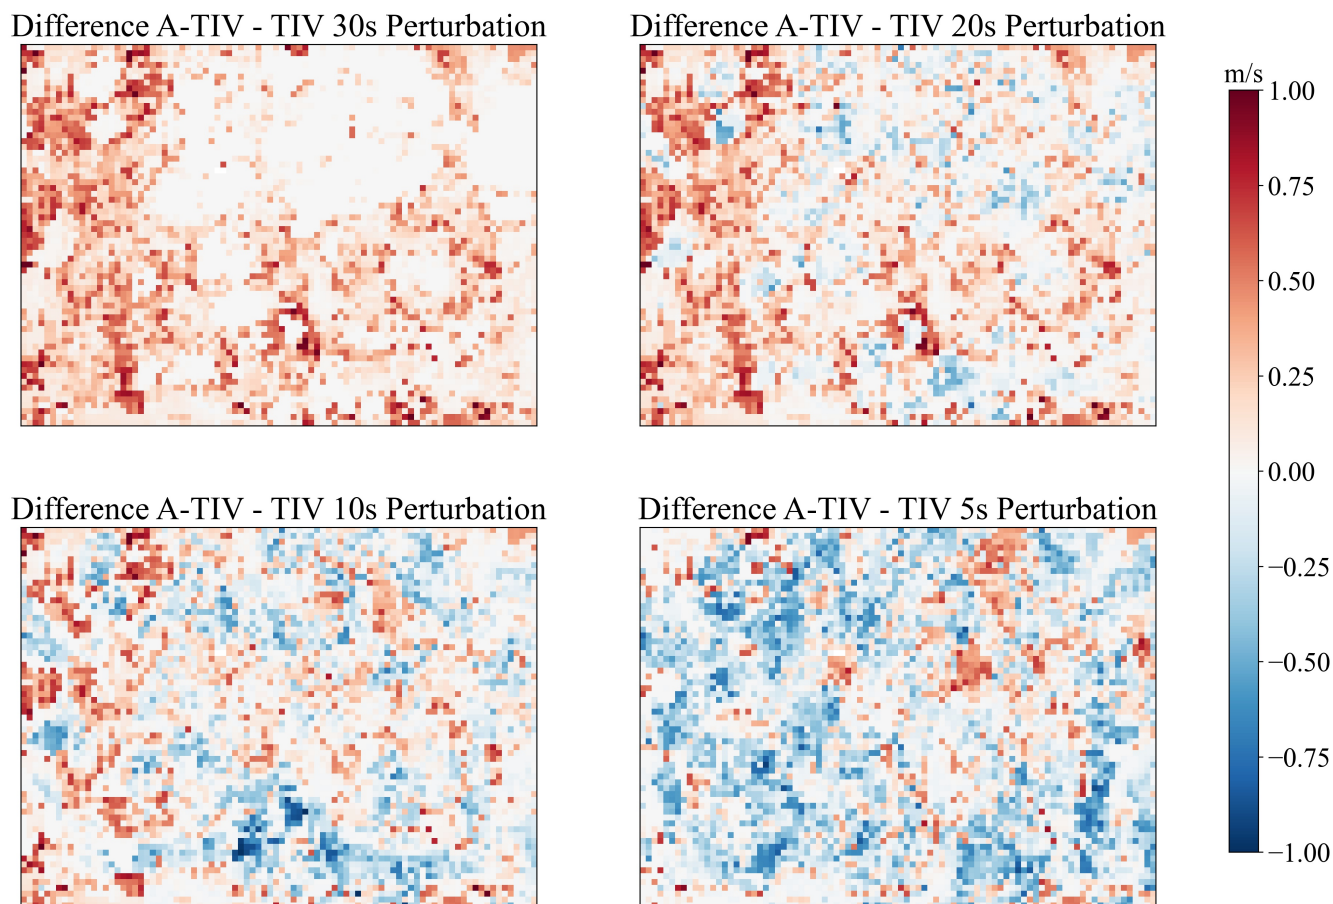 Difference A-TIV - TIV 30s Perturbation
Difference A-TIV - TIV 20s Perturbation
m/s
1.00
0.75
0.50
0.25
0.00
−0.25
−0.50
−0.75
−1.00
Difference A-TIV - TIV 10s Perturbation
Difference A-TIV - TIV 5s Perturbation